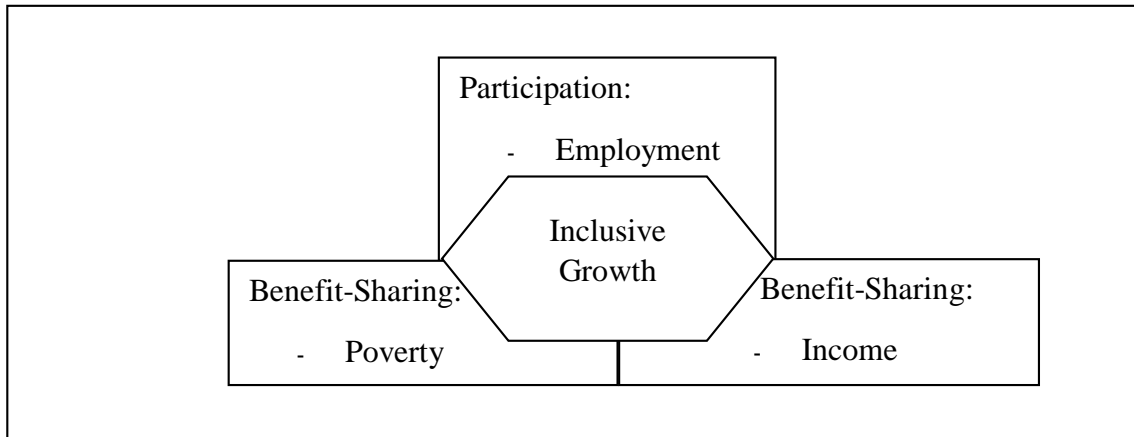 Participation:
- Employment
Inclusive
Growth
Benefit-Sharing:
- Poverty
Benefit-Sharing:
- Income